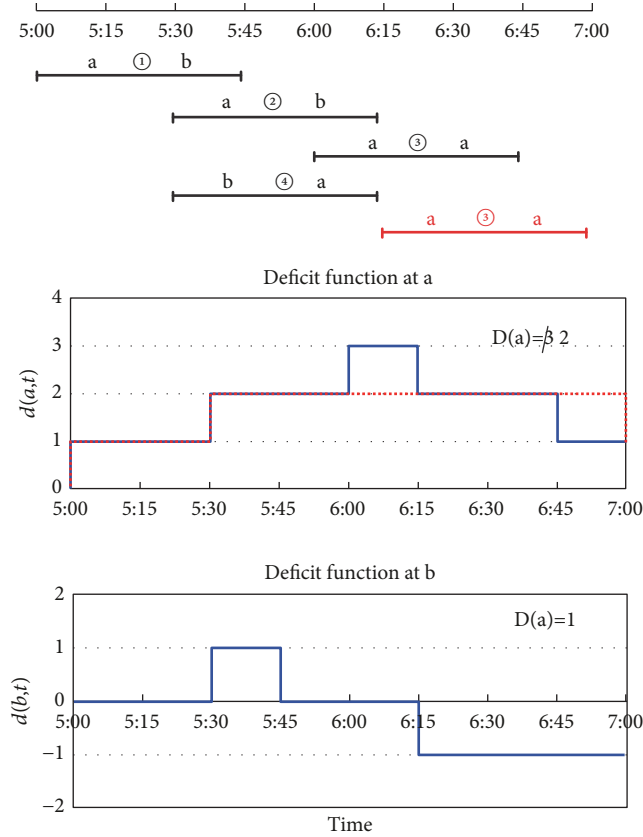 5:00 5:15 5:30 5:45 6:00 6:15 6:30 6:45 7:00
a ① b
a ② b
a ③ a
b ④ a
a ③ a
Deficit function at a
D(a)=3 2
d(a,t)
4
3
2
1
0
5:00 5:15 5:30 5:45 6:00 6:15 6:30 6:45 7:00
Deficit function at b
D(a)=1
d(b,t)
2
1
0
5:00 5:15 5:30 5:45 6:00 6:15 6:30 6:45 7:00
−1
−2
Time